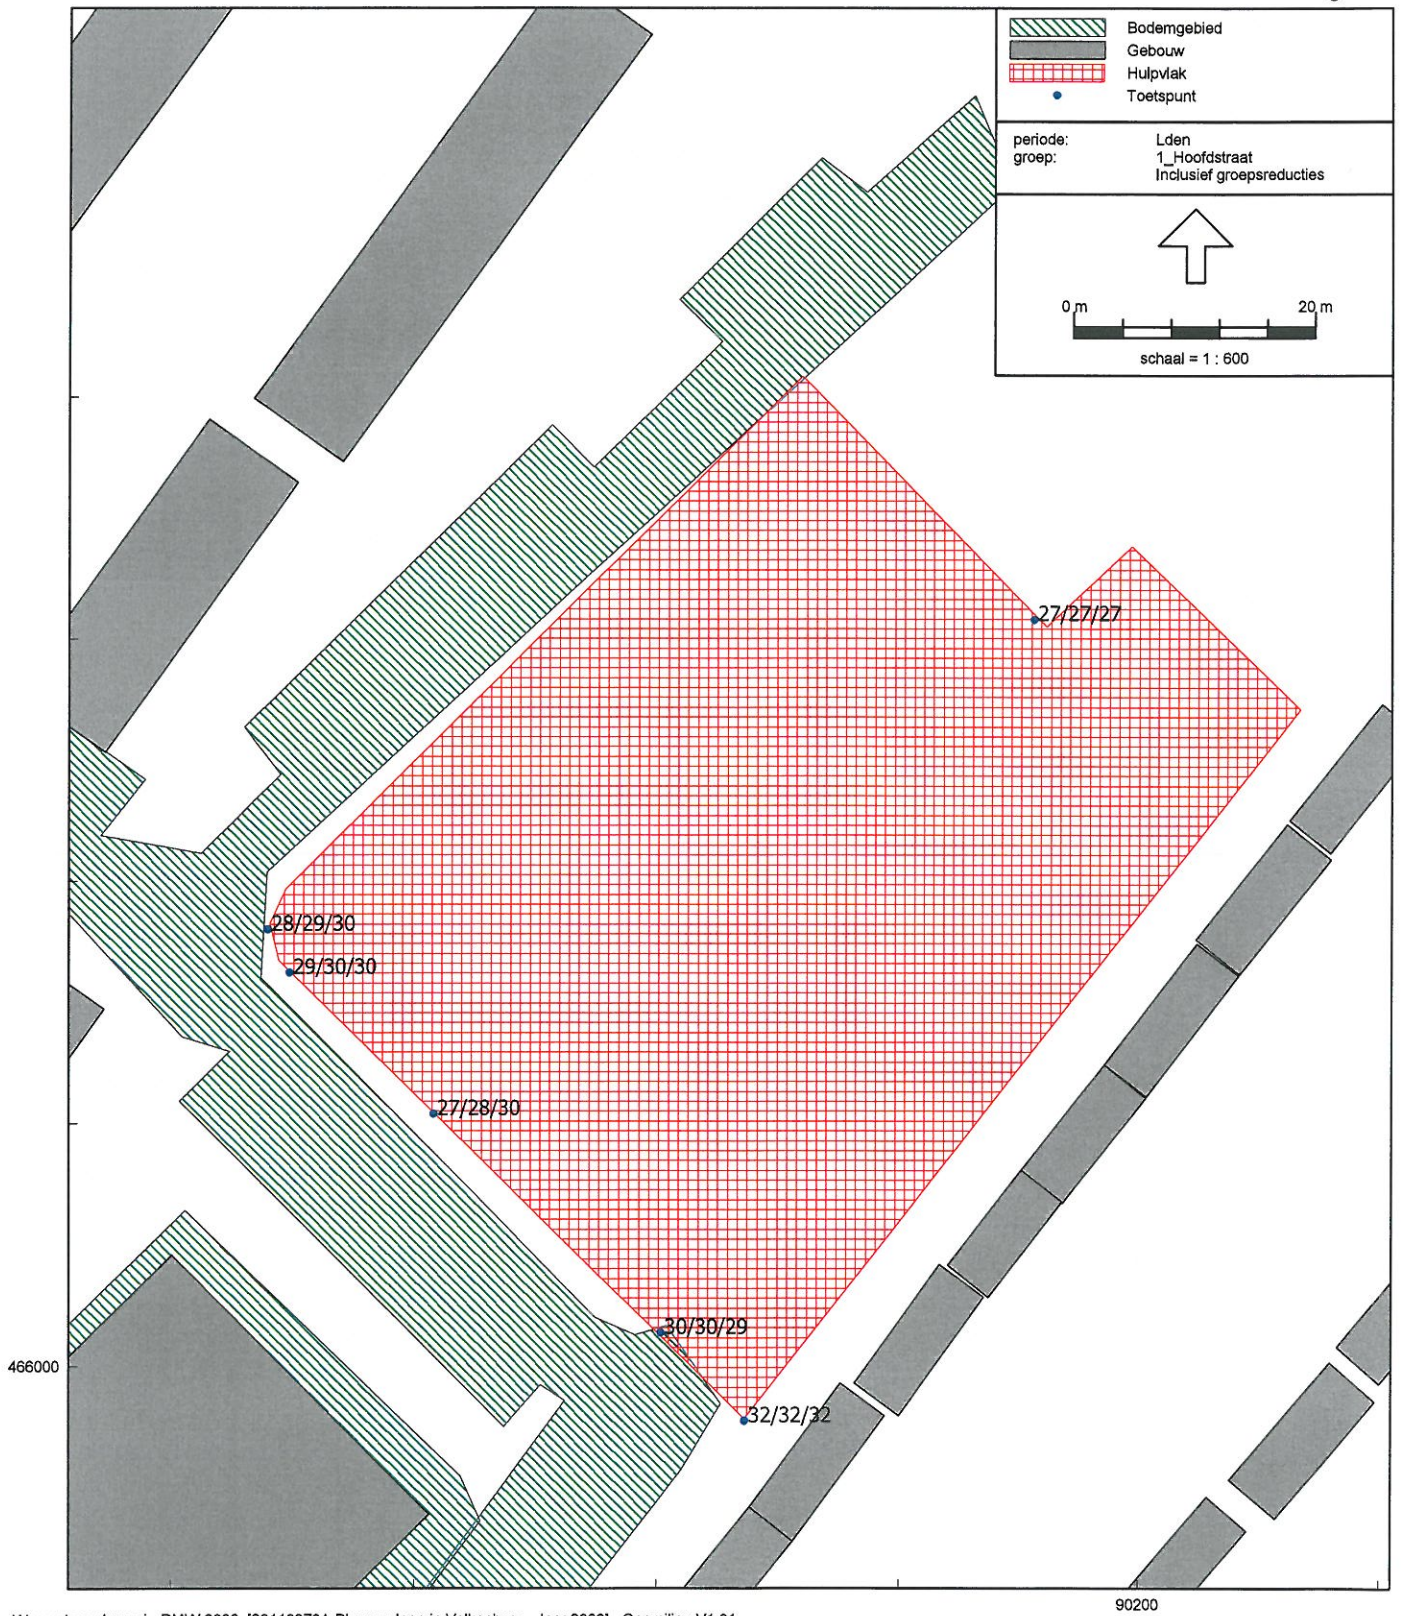 Bodemgebied
Gebouw
Hulpvlak
Toetspunt
periode: Lden
groep: 1_Hoofdstraat
Inclusief groepsreducties
0 m 20 m
schaal = 1 : 600
27/27/27
28/29/30
29/30/30
27/28/30
30/30/29
32/32/32
466000
90200